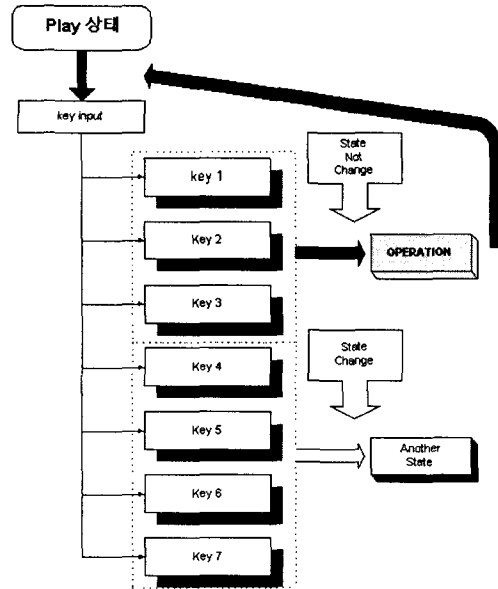 Play 상태
key input
State
Not
Change
key 1
Key 2
OPERATION
Key 3
State
Change
Key 4
Key 5
Another
State
Key 6
Key 7